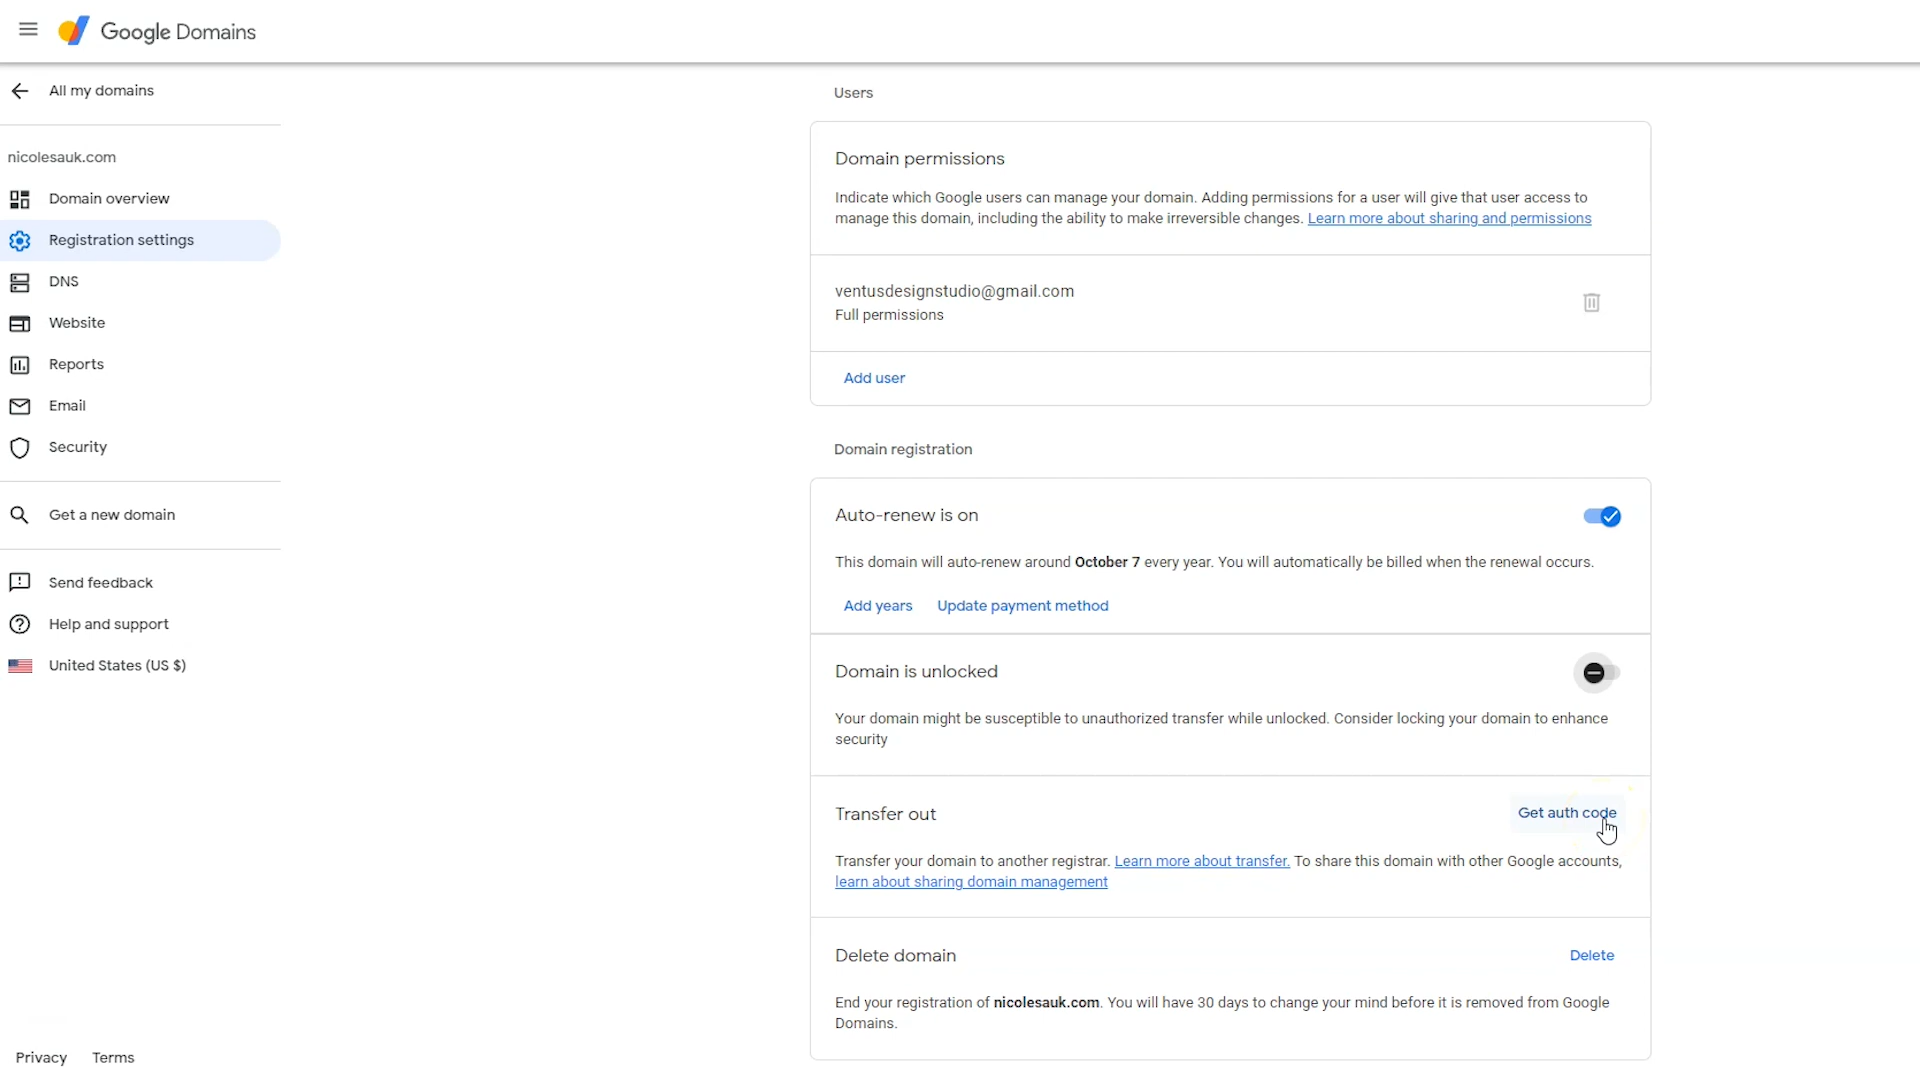 Google Domains
All my domains
nicolesauk.com
Domain overview
Registration settings
DNS
Website
Reports
Email
Security
Get a new domain
Send feedback
Help and support
United States (US $)
Privacy Terms
Users
Domain permissions
Indicate which Google users can manage your domain. Adding permissions for a user will give that user access to
manage this domain, including the ability to make irreversible changes. Learn more about sharing and permissions
ventusdesignstudio@gmail.com
Full permissions
Add user
Domain registration
Auto-renew is on
This domain will auto-renew around October 7 every year. You will automatically be billed when the renewal occurs.
Add years Update payment method
Domain is unlocked
Your domain might be susceptible to unauthorized transfer while unlocked. Consider locking your domain to enhance
security
Transfer out Get auth code
Transfer your domain to another registrar. Learn more about transfer. To share this domain with other Google accounts,
learn about sharing domain management
Delete domain Delete
End your registration of nicolesauk.com. You will have 30 days to change your mind before it is removed from Google
Domains.